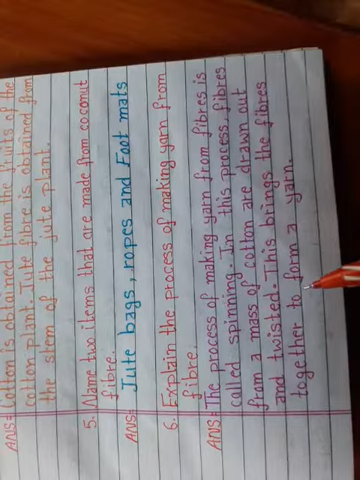 Ans: Cotton is obtained from the fruits of the
cotton plant. Jute fibre is obtained from
the stem of the jute plant.
5. Name two items that are made from coconut
fibre.
Ans: Jute bags, ropes and Foot mats
6. Explain the process of making yarn from
fibre.
Ans: The process of making yarn from fibres is
called spinning. In this process, fibres
from a mass of cotton are drawn out
and twisted. This brings the fibres
together to form a yarn.